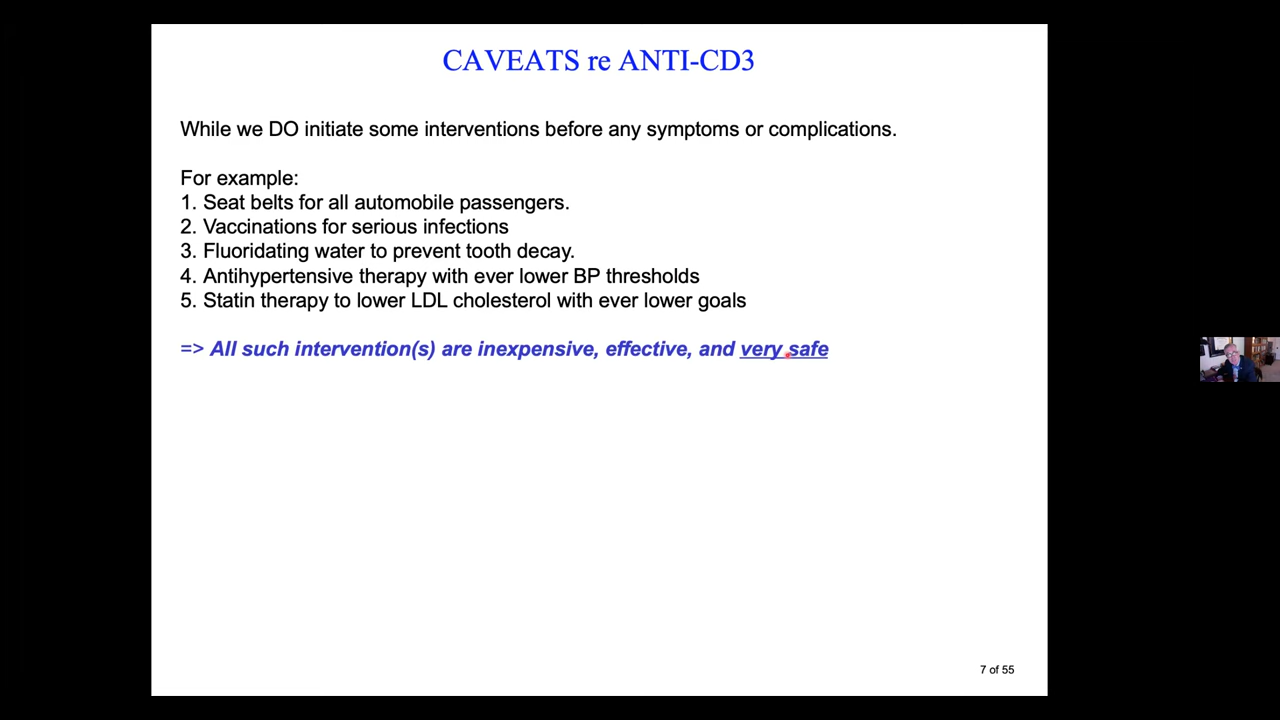 CAVEATS re ANTI-CD3
While we DO initiate some interventions before any symptoms or complications.
For example:
1. Seat belts for all automobile passengers.
2. Vaccinations for serious infections
3. Fluoridating water to prevent tooth decay.
4. Antihypertensive therapy with ever lower BP thresholds
5. Statin therapy to lower LDL cholesterol with ever lower goals
=> All such intervention(s) are inexpensive, effective, and very safe
7 of 55